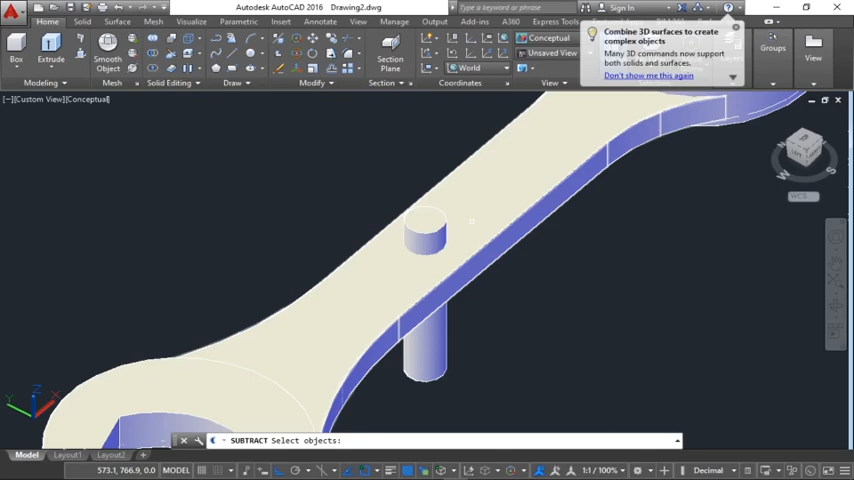 Autodesk AutoCAD 2016 Drawing2.dwg
Type a keyword or phrase
Sign In
Home Solid Surface Mesh Visualize Parametric Insert Annotate View Manage Output Add-ins A360 Express Tools
Combine 3D surfaces to create
complex objects
Many 3D commands now support
both solids and surfaces.
Don't show me this again
Conceptual
Unsaved View
World
Box
Extrude
Smooth
Object
Section
Plane
Groups
View
Modeling
Mesh
Solid Editing
Draw
Modify
Section
Coordinates
View
[−][Custom View][Conceptual]
WCS
Z
Y
X
W
S
SUBTRACT Select objects:
Model Layout1 Layout2 +
573.1, 766.9, 0.0 MODEL
1:1 / 100%
Decimal